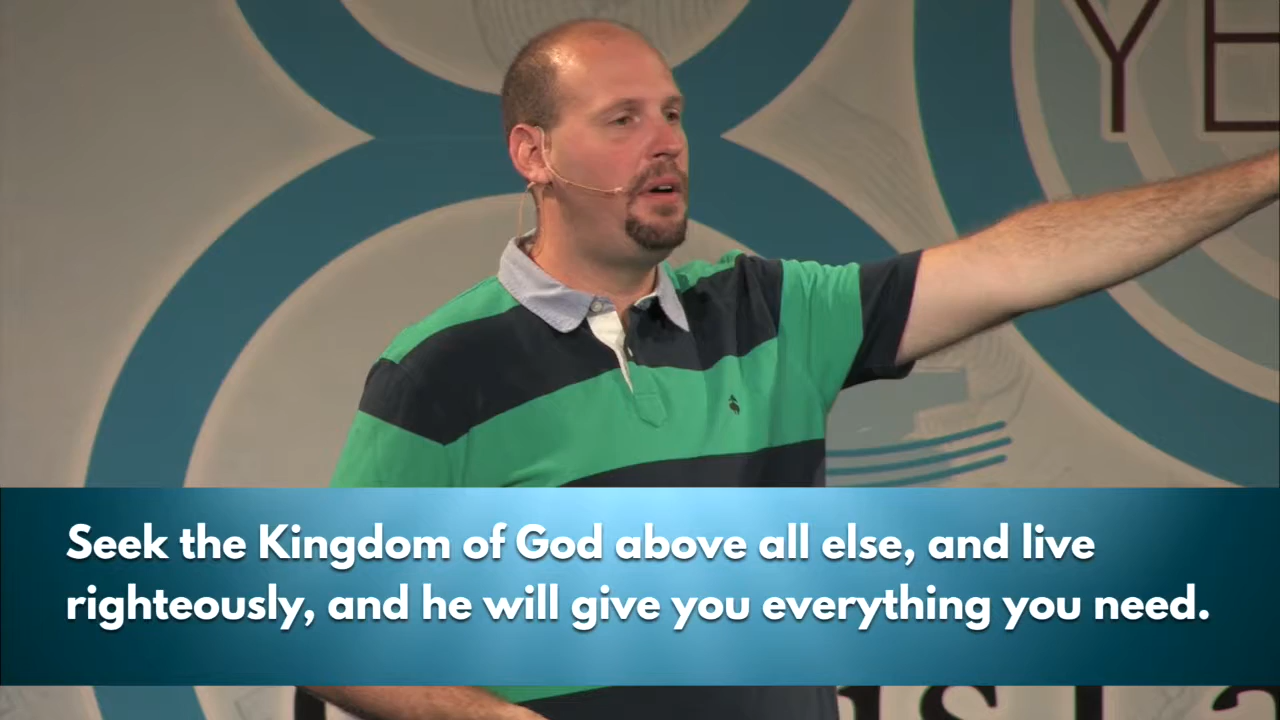 YE
Seek the Kingdom of God above all else, and live
righteously, and he will give you everything you need.